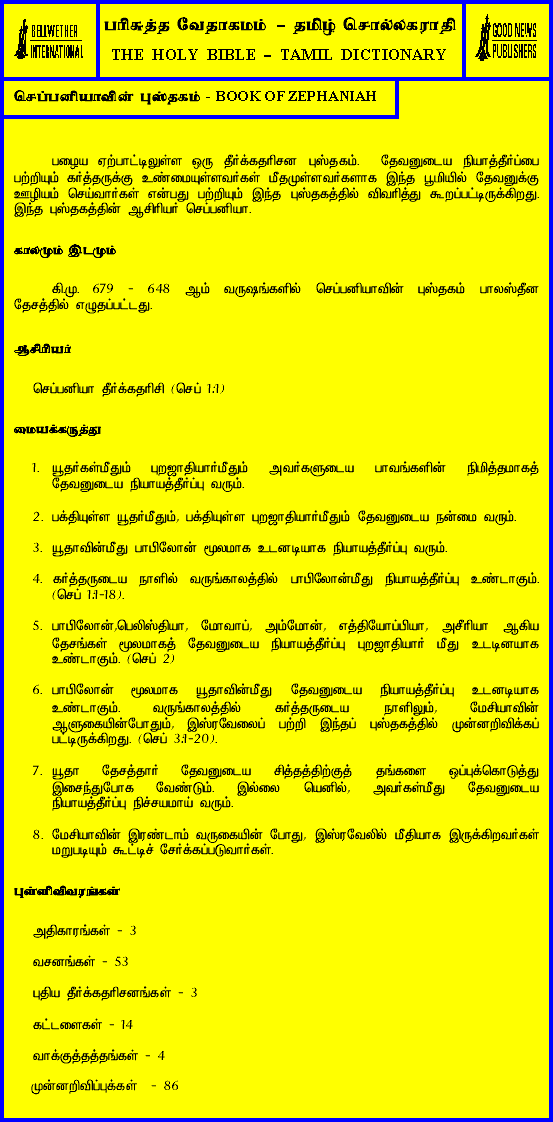 BELLWETHER
INTERNATIONAL
பரிசுத்த வேதாகமம் – தமிழ் சொல்லகராதி
THE HOLY BIBLE – TAMIL DICTIONARY
GOOD NEWS
PUBLISHERS
செப்பனியாவின் புஸ்தகம் - BOOK OF ZEPHANIAH
பழைய ஏற்பாட்டிலுள்ள ஒரு தீர்க்கதரிசன புஸ்தகம். தேவனுடைய நியாத்தீர்ப்பை
பற்றியும் கர்த்தருக்கு உண்மையுள்ளவர்கள் மீதமுள்ளவர்களாக இந்த பூமியில் தேவனுக்கு
ஊழியம் செய்வார்கள் என்பது பற்றியும் இந்த புஸ்தகத்தில் விவரித்து கூறப்பட்டிருக்கிறது.
இந்த புஸ்தகத்தின் ஆசிரியர் செப்பனியா.
காலமும் இடமும்
கி.மு. 679 - 648 ஆம் வருஷங்களில் செப்பனியாவின் புஸ்தகம் பாலஸ்தீன
தேசத்தில் எழுதப்பட்டது.
ஆசிரியர்
செப்பனியா தீர்க்கதரிசி (செப் 1:1)
மையக்கருத்து
1. யூதர்கள்மீதும் புறஜாதியார்மீதும் அவர்களுடைய பாவங்களின் நிமித்தமாகத்
தேவனுடைய நியாயத்தீர்ப்பு வரும்.
2. பக்தியுள்ள யூதர்மீதும், பக்தியுள்ள புறஜாதியார்மீதும் தேவனுடைய நன்மை வரும்.
3. யூதாவின்மீது பாபிலோன் மூலமாக உடனடியாக நியாயத்தீர்ப்பு வரும்.
4. கர்த்தருடைய நாளில் வருங்காலத்தில் பாபிலோன்மீது நியாயத்தீர்ப்பு உண்டாகும்.
(செப் 1:1-18).
5. பாபிலோன்,பெலிஸ்தியா, மோவாப், அம்மோன், எத்தியோப்பியா, அசீரியா ஆகிய
தேசங்கள் மூலமாகத் தேவனுடைய நியாயத்தீர்ப்பு புறஜாதியார் மீது உடடினயாக
உண்டாகும். (செப் 2)
6. பாபிலோன் மூலமாக யூதாவின்மீது தேவனுடைய நியாயத்தீர்ப்பு உடனடியாக
உண்டாகும். வருங்காலத்தில் கர்த்தருடைய நாளிலும், மேசியாவின்
ஆளுகையின்போதும், இஸ்ரவேலைப் பற்றி இந்தப் புஸ்தகத்தில் முன்னறிவிக்கப்
பட்டிருக்கிறது. (செப் 3:1-20).
7. யூதா தேசத்தார் தேவனுடைய சித்தத்திற்குத் தங்களை ஒப்புக்கொடுத்து
இசைந்துபோக வேண்டும். இல்லை யெனில், அவர்கள்மீது தேவனுடைய
நியாயத்தீர்ப்பு நிச்சயமாய் வரும்.
8. மேசியாவின் இரண்டாம் வருகையின் போது, இஸ்ரவேலில் மீதியாக இருக்கிறவர்கள்
மறுபடியும் கூட்டிச் சேர்க்கப்படுவார்கள்.
புள்ளிவிவரங்கள்
அதிகாரங்கள் - 3
வசனங்கள் - 53
புதிய தீர்க்கதரிசனங்கள் - 3
கட்டளைகள் - 14
வாக்குத்தத்தங்கள் - 4
முன்னறிவிப்புக்கள் - 86